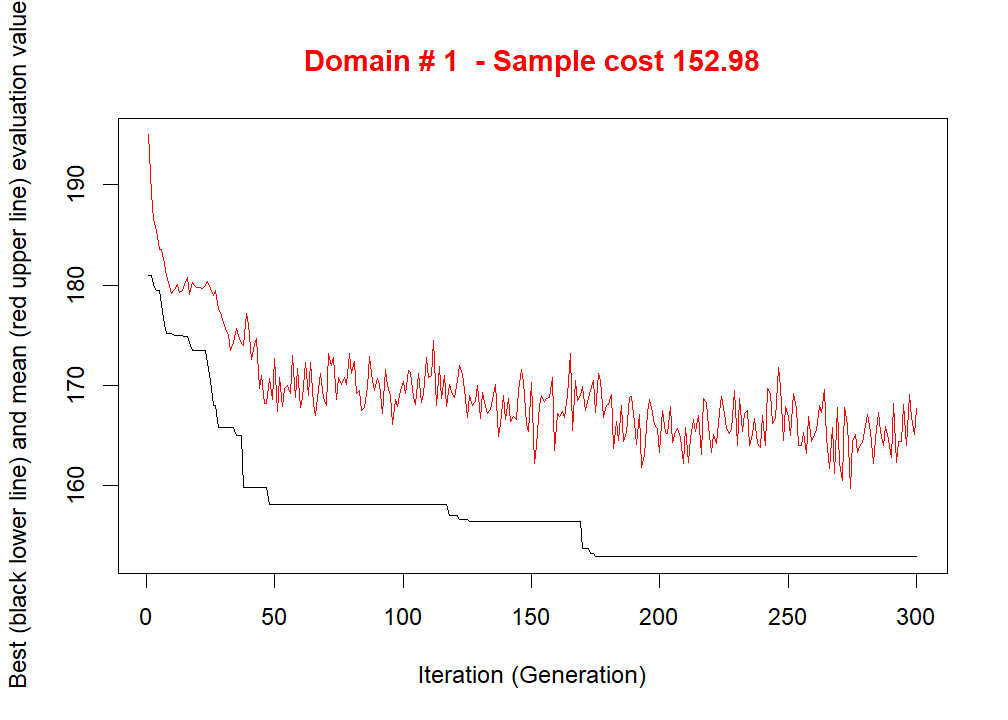 Domain # 1  - Sample cost 152.98
Best (black lower line) and mean (red upper line) evaluation value
190
180
170
160
0 50 100 150 200 250 300
Iteration (Generation)